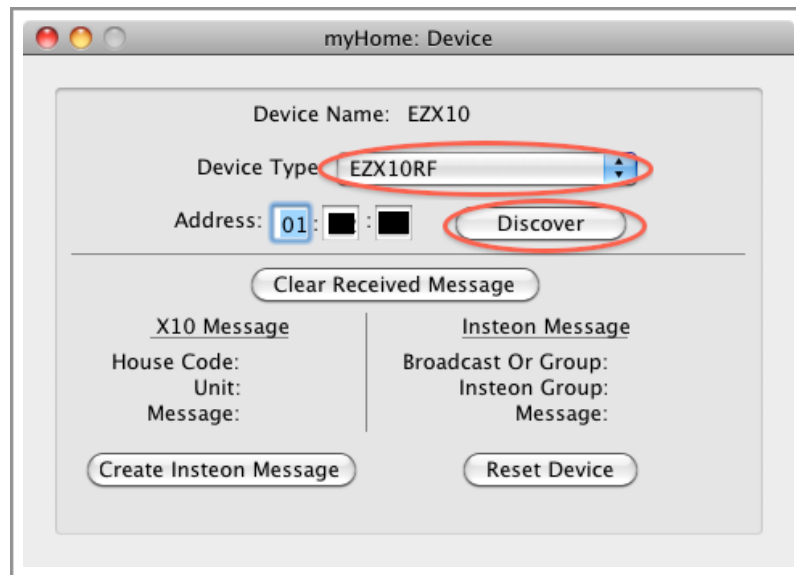 myHome: Device
Device Name: EZX10
Device Type EZX10RF
Address: 01 : : Discover
Clear Received Message
X10 Message
Insteon Message
House Code:
Broadcast Or Group:
Unit:
Insteon Group:
Message:
Message:
Create Insteon Message
Reset Device